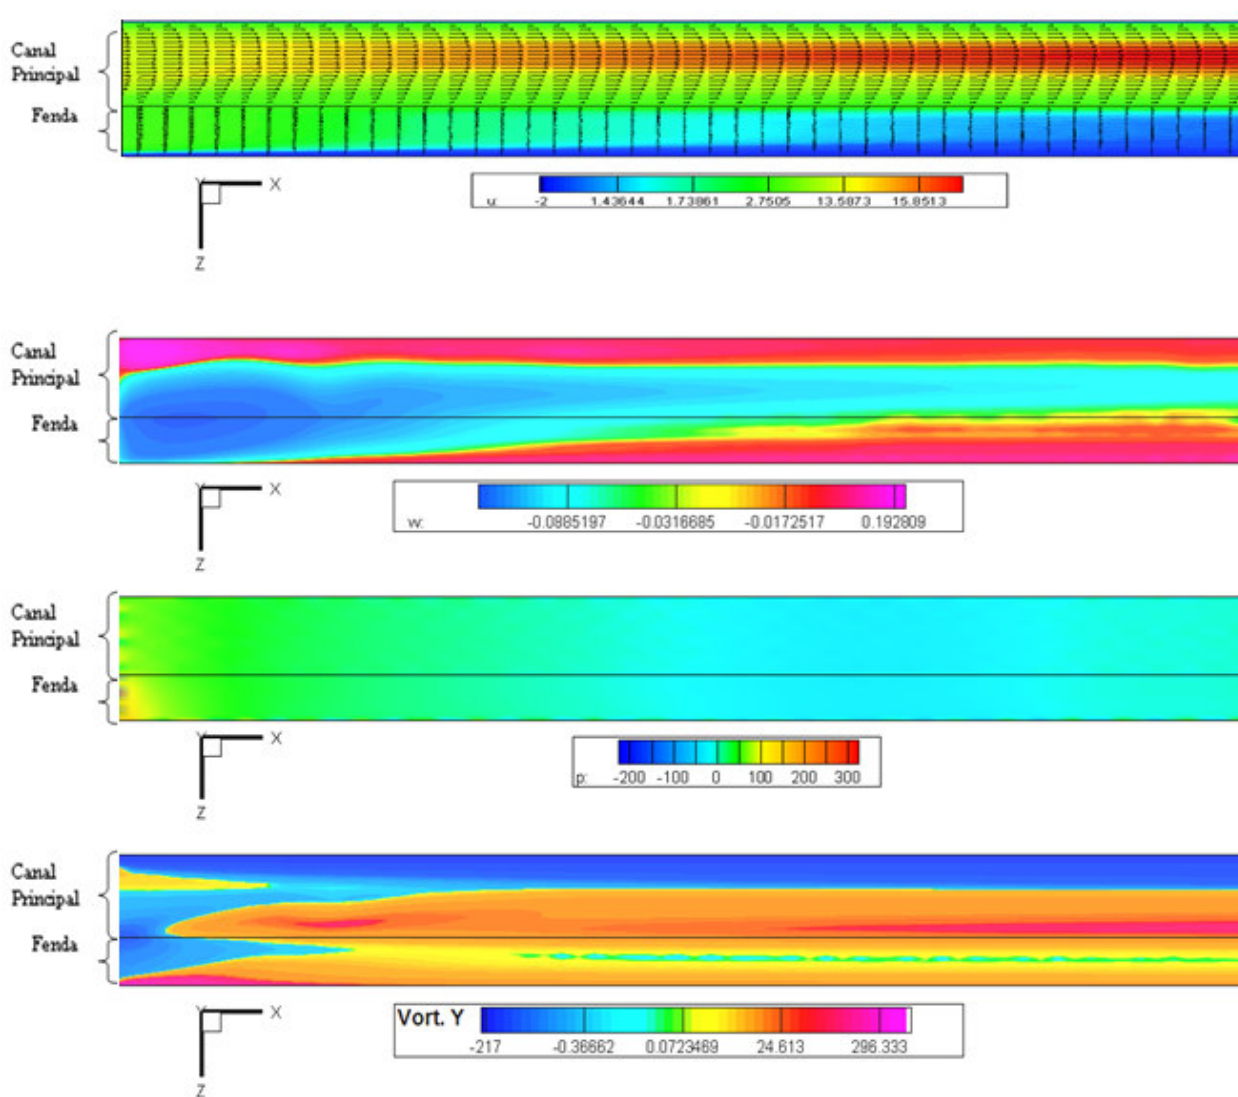 Canal
Principal
Fenda
X
Z
u: -2 1.43644 1.73861 2.7505 13.5873 15.8513
Canal
Principal
Fenda
X
Z
w: -0.0885197 -0.0316685 -0.0172517 0.192809
Canal
Principal
Fenda
X
Z
p: -200 -100 0 100 200 300
Canal
Principal
Fenda
X
Z
Vort. Y
-217 -0.36662 0.0723469 24.613 296.333